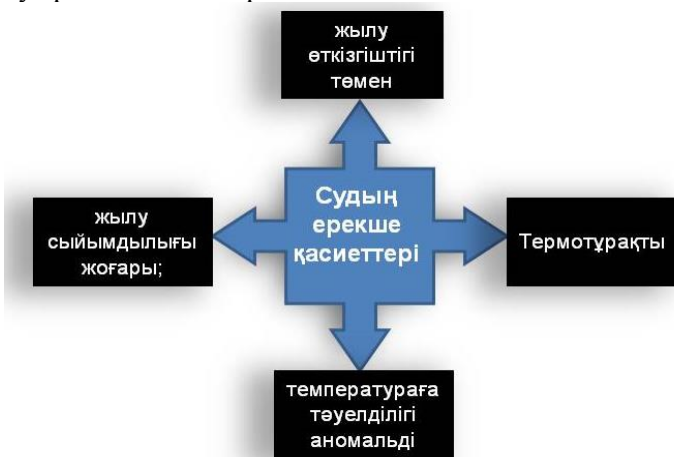 жылу
өткізгіштігі
төмен
Судың
ерекше
қасиеттері
жылу
сыйымдылығы
жоғары;
Термотұрақты
температураға
тәуелділігі
аномальді